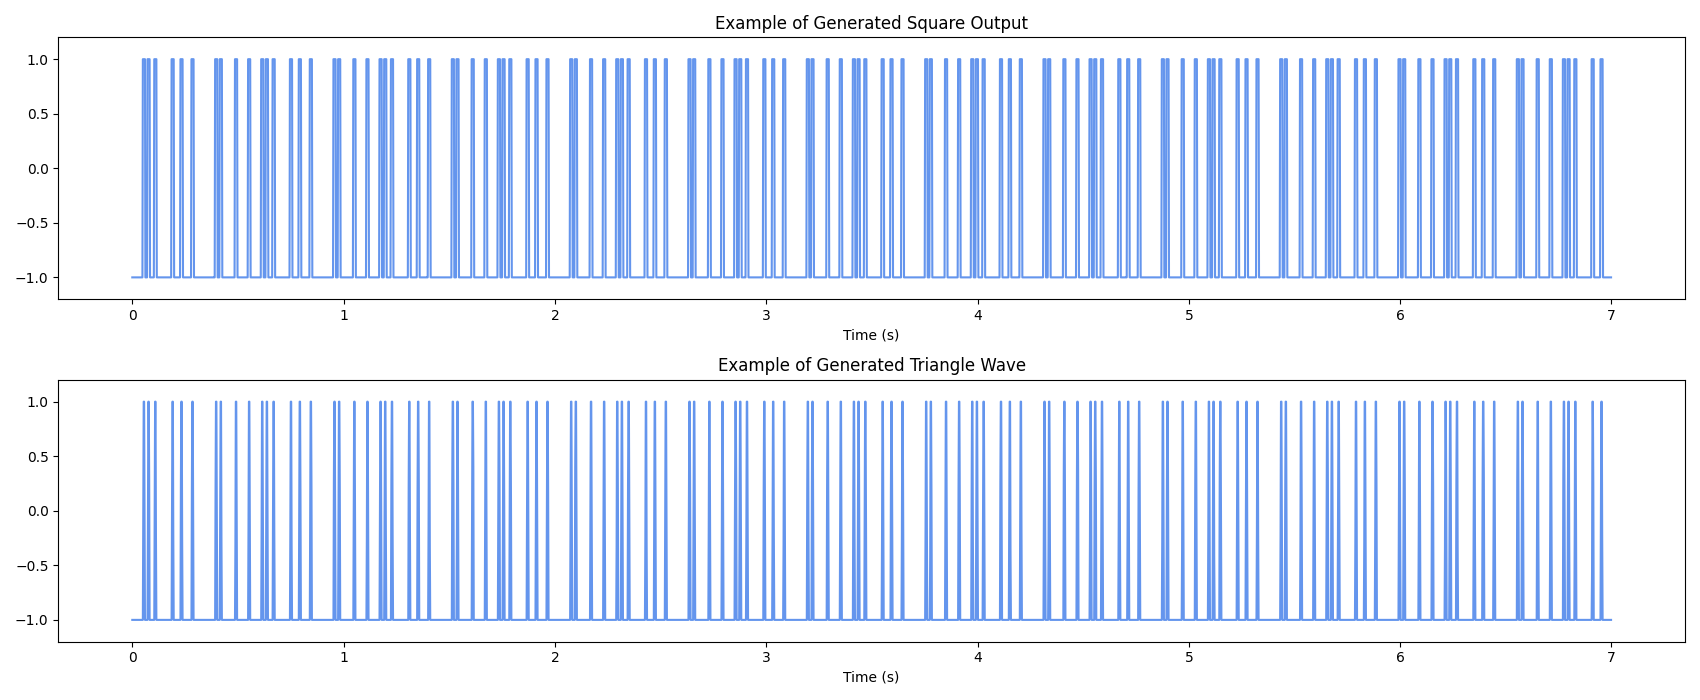 Example of Generated Square Output
1.0
0.5
0.0
−0.5
−1.0
0 1 2 3 4 5 6 7
Time (s)
Example of Generated Triangle Wave
1.0
0.5
0.0
−0.5
−1.0
0 1 2 3 4 5 6 7
Time (s)